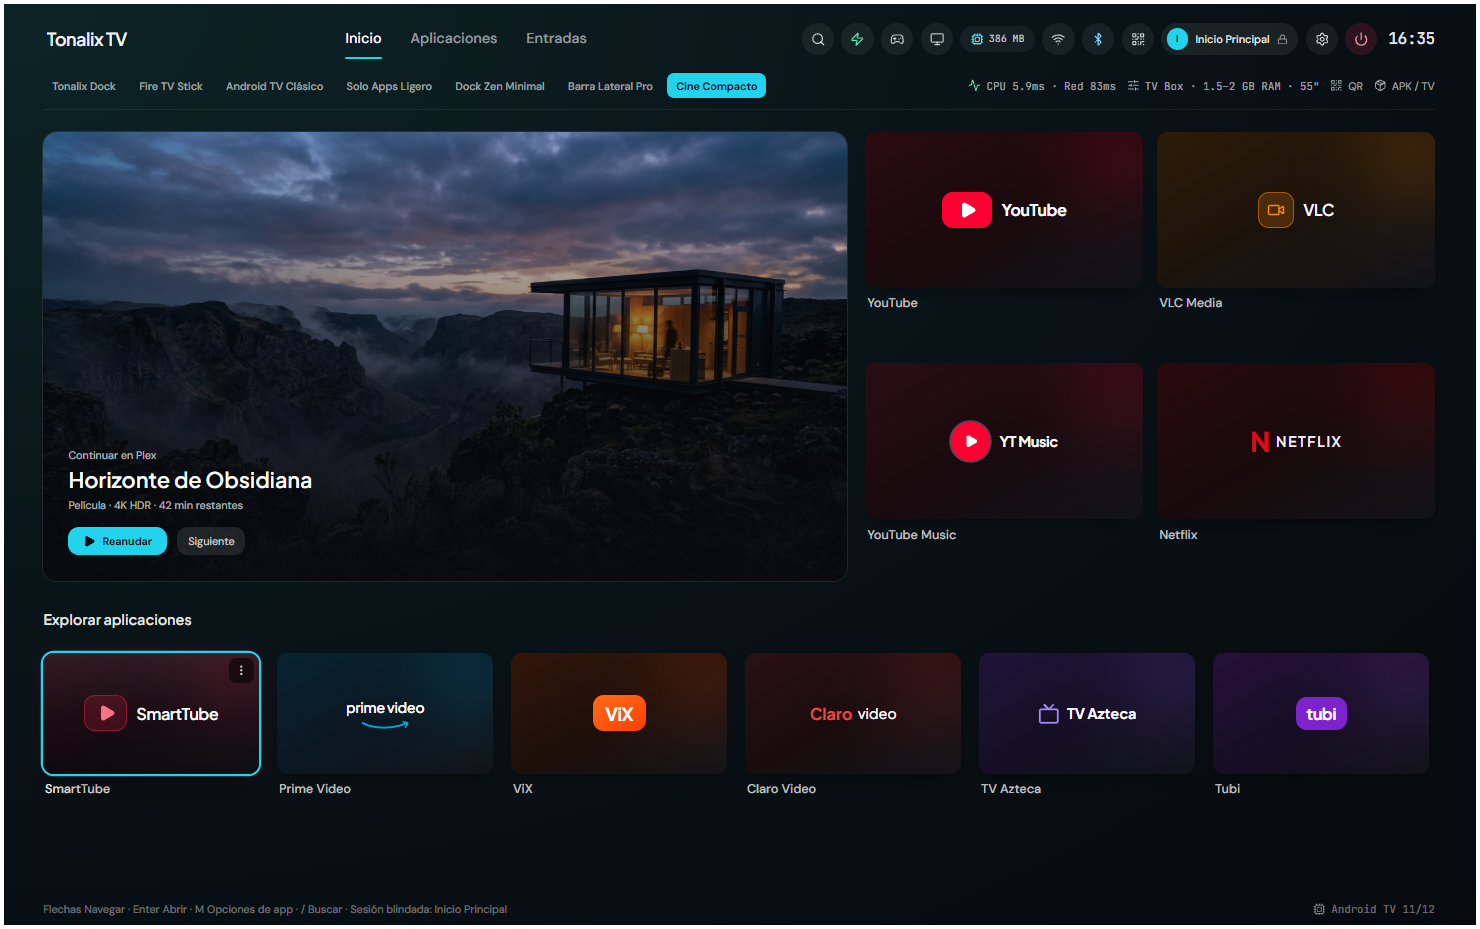 Tonalix TV
Inicio Aplicaciones Entradas
386 MB
I Inicio Principal
16:35
Tonalix Dock Fire TV Stick Android TV Clásico Solo Apps Ligero Dock Zen Minimal Barra Lateral Pro Cine Compacto
CPU 5.9ms · Red 83ms TV Box · 1.5-2 GB RAM · 55" QR APK / TV
Continuar en Plex
Horizonte de Obsidiana
Película · 4K HDR · 42 min restantes
Reanudar Siguiente
YouTube
YouTube
VLC
VLC Media
YT Music
YouTube Music
NETFLIX
Netflix
Explorar aplicaciones
SmartTube
SmartTube
prime video
Prime Video
ViX
ViX
Claro video
Claro Video
TV Azteca
TV Azteca
tubi
Tubi
Flechas Navegar · Enter Abrir · M Opciones de app · / Buscar · Sesión blindada: Inicio Principal
Android TV 11/12